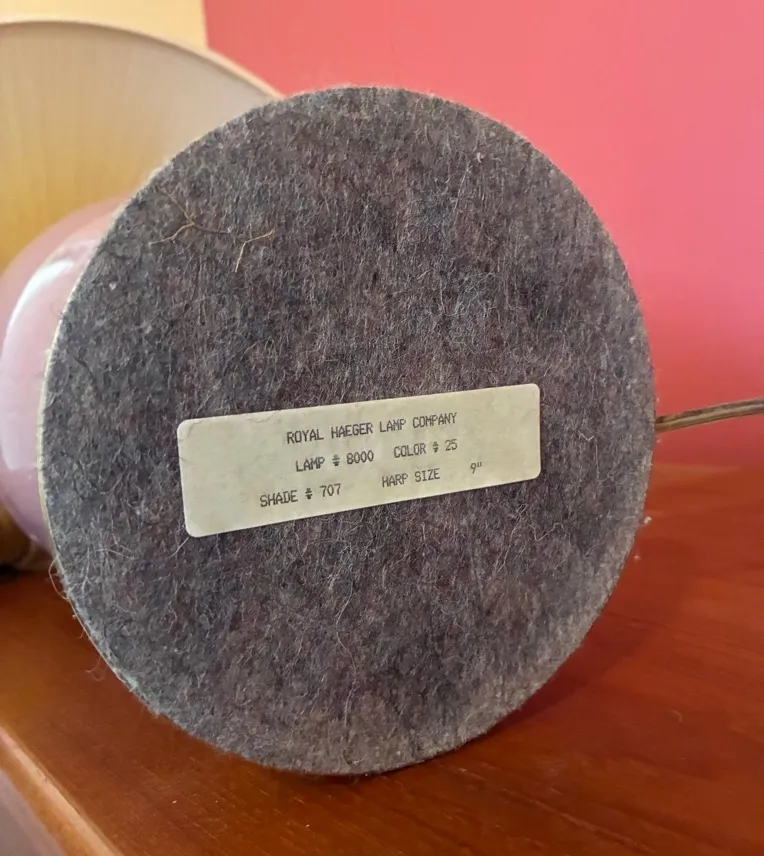 ROYAL HAEGER LAMP COMPANY
LAMP # 8000 COLOR # 25
SHADE # 707 HARP SIZE 9"